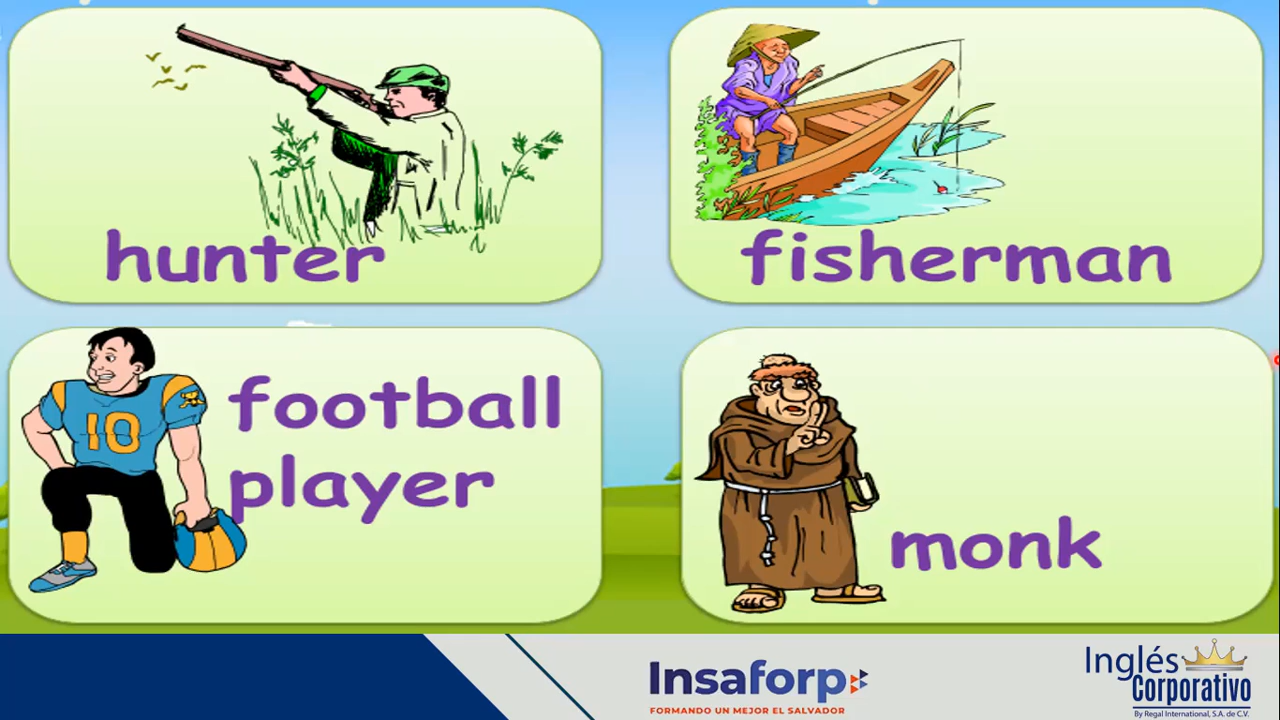 hunter
fisherman
10
football
player
monk
Insaforp
FORMANDO UN MEJOR EL SALVADOR
Inglés
Corporativo
By Regal International, S.A. de C.V.